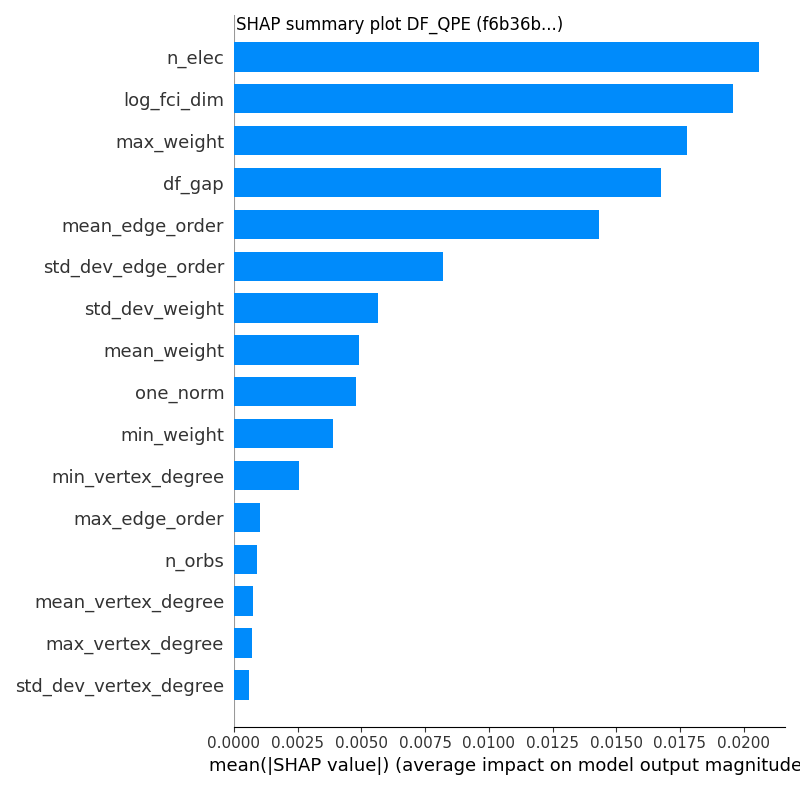 SHAP summary plot DF_QPE (f6b36b...)
n_elec
log_fci_dim
max_weight
df_gap
mean_edge_order
std_dev_edge_order
std_dev_weight
mean_weight
one_norm
min_weight
min_vertex_degree
max_edge_order
n_orbs
mean_vertex_degree
max_vertex_degree
std_dev_vertex_degree
0.0000 0.0025 0.0050 0.0075 0.0100 0.0125 0.0150 0.0175 0.0200
mean(|SHAP value|) (average impact on model output magnitude